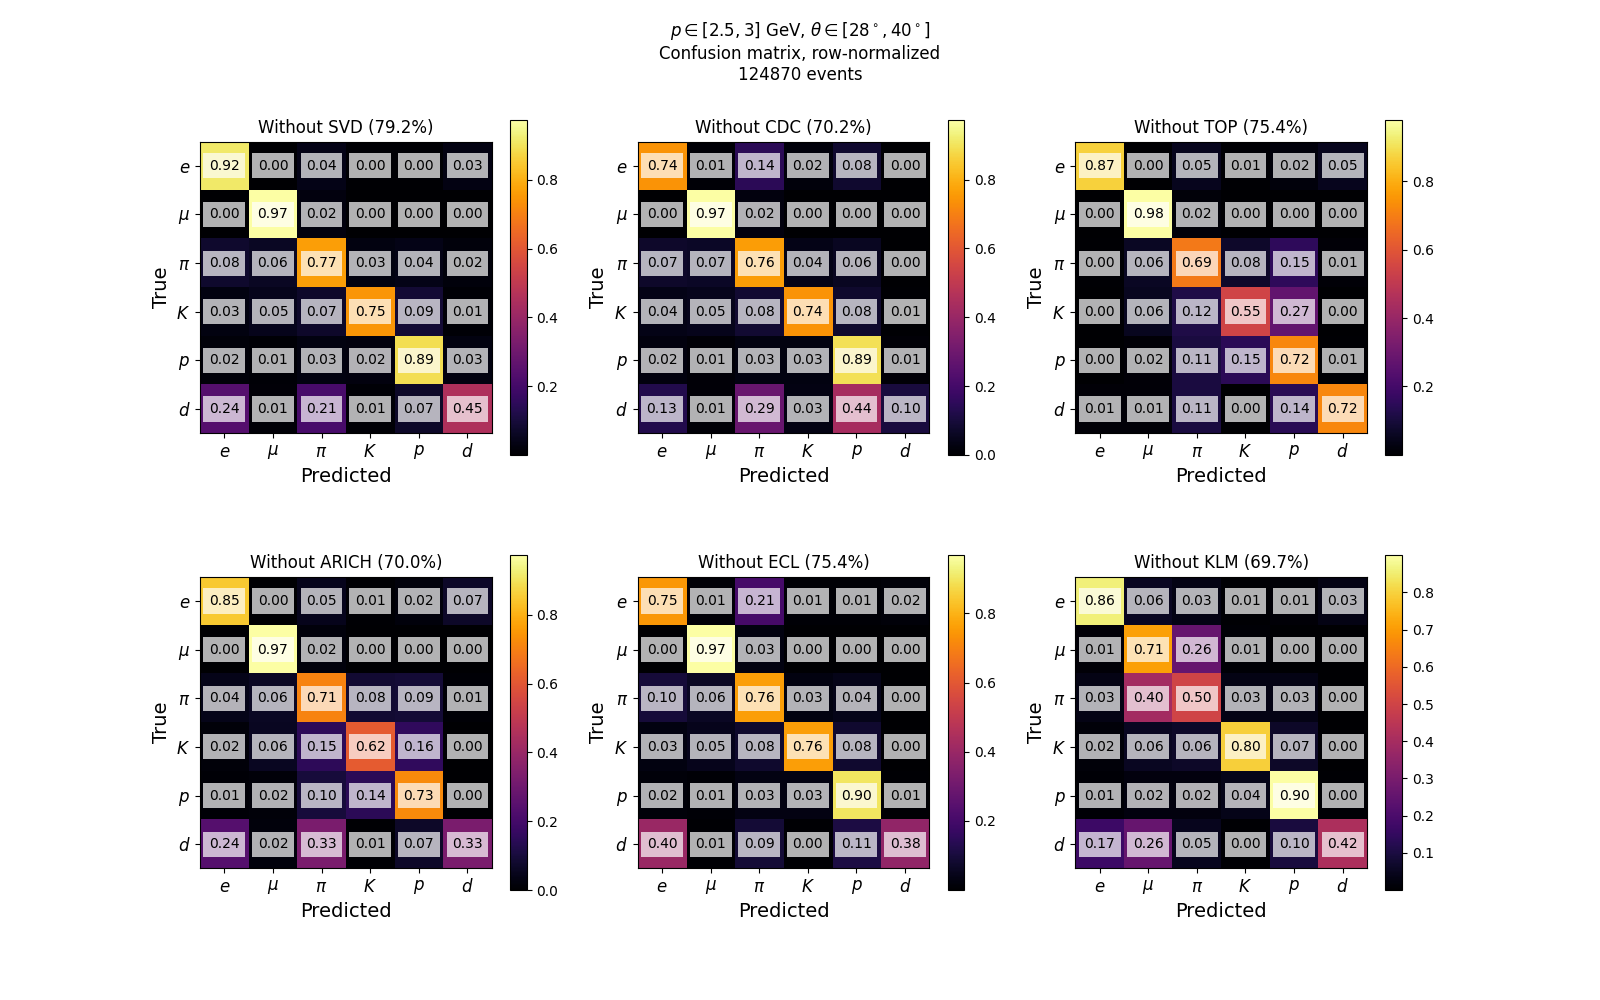 p ∈ [2.5, 3] GeV, θ ∈ [28°, 40°]
Confusion matrix, row-normalized
124870 events
Without SVD (79.2%)
True
e 0.92 0.00 0.04 0.00 0.00 0.03
μ 0.00 0.97 0.02 0.00 0.00 0.00
π 0.08 0.06 0.77 0.03 0.04 0.02
K 0.03 0.05 0.07 0.75 0.09 0.01
p 0.02 0.01 0.03 0.02 0.89 0.03
d 0.24 0.01 0.21 0.01 0.07 0.45
e μ π K p d
Predicted
0.8
0.6
0.4
0.2
Without CDC (70.2%)
True
e 0.74 0.01 0.14 0.02 0.08 0.00
μ 0.00 0.97 0.02 0.00 0.00 0.00
π 0.07 0.07 0.76 0.04 0.06 0.00
K 0.04 0.05 0.08 0.74 0.08 0.01
p 0.02 0.01 0.03 0.03 0.89 0.01
d 0.13 0.01 0.29 0.03 0.44 0.10
e μ π K p d
Predicted
0.8
0.6
0.4
0.2
0.0
Without TOP (75.4%)
True
e 0.87 0.00 0.05 0.01 0.02 0.05
μ 0.00 0.98 0.02 0.00 0.00 0.00
π 0.00 0.06 0.69 0.08 0.15 0.01
K 0.00 0.06 0.12 0.55 0.27 0.00
p 0.00 0.02 0.11 0.15 0.72 0.01
d 0.01 0.01 0.11 0.00 0.14 0.72
e μ π K p d
Predicted
0.8
0.6
0.4
0.2
Without ARICH (70.0%)
True
e 0.85 0.00 0.05 0.01 0.02 0.07
μ 0.00 0.97 0.02 0.00 0.00 0.00
π 0.04 0.06 0.71 0.08 0.09 0.01
K 0.02 0.06 0.15 0.62 0.16 0.00
p 0.01 0.02 0.10 0.14 0.73 0.00
d 0.24 0.02 0.33 0.01 0.07 0.33
e μ π K p d
Predicted
0.8
0.6
0.4
0.2
0.0
Without ECL (75.4%)
True
e 0.75 0.01 0.21 0.01 0.01 0.02
μ 0.00 0.97 0.03 0.00 0.00 0.00
π 0.10 0.06 0.76 0.03 0.04 0.00
K 0.03 0.05 0.08 0.76 0.08 0.00
p 0.02 0.01 0.03 0.03 0.90 0.01
d 0.40 0.01 0.09 0.00 0.11 0.38
e μ π K p d
Predicted
0.8
0.6
0.4
0.2
Without KLM (69.7%)
True
e 0.86 0.06 0.03 0.01 0.01 0.03
μ 0.01 0.71 0.26 0.01 0.00 0.00
π 0.03 0.40 0.50 0.03 0.03 0.00
K 0.02 0.06 0.06 0.80 0.07 0.00
p 0.01 0.02 0.02 0.04 0.90 0.00
d 0.17 0.26 0.05 0.00 0.10 0.42
e μ π K p d
Predicted
0.8
0.7
0.6
0.5
0.4
0.3
0.2
0.1